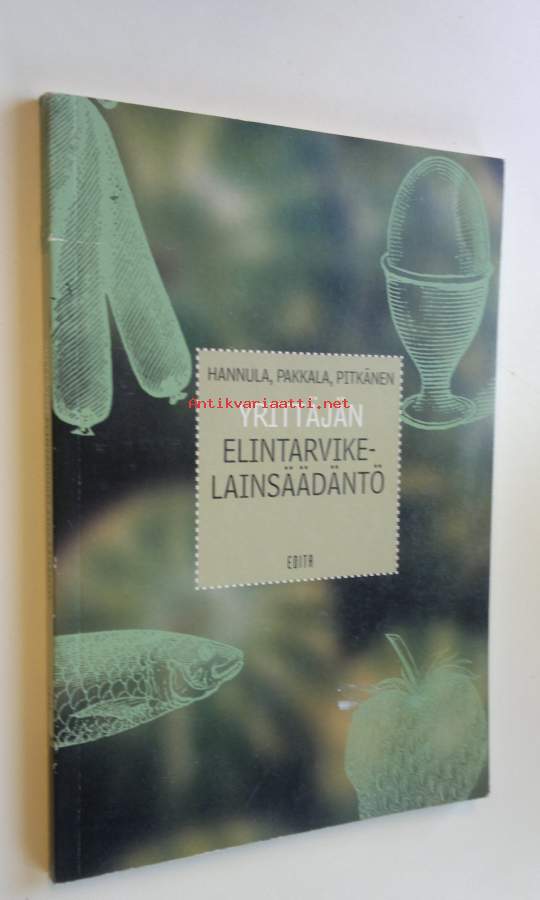 HANNULA, PAKKALA, PITKÄNEN
Antikvariaatti.net
YRITTÄJÄN
ELINTARVIKE-
LAINSÄÄDÄNTÖ
EDITA